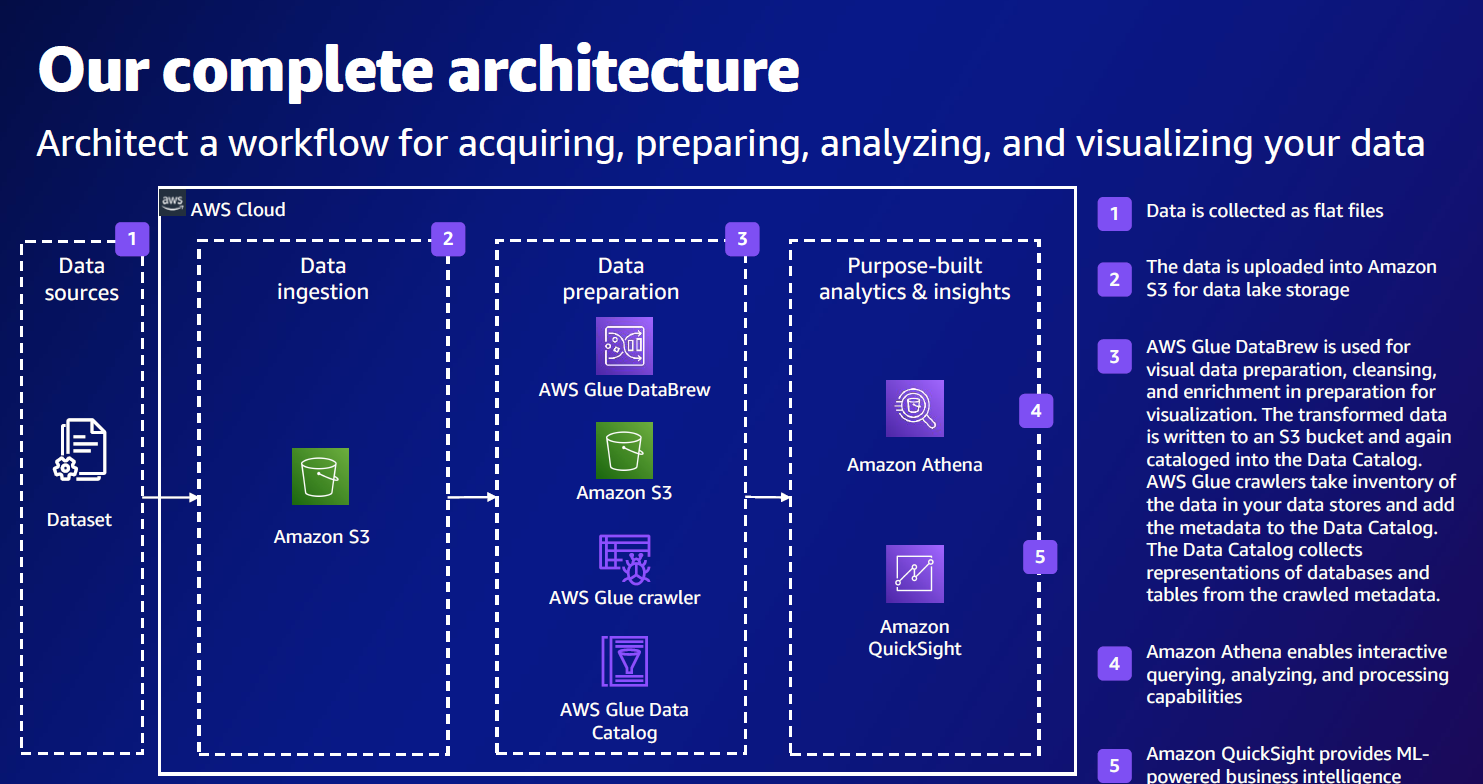 Our complete architecture
Architect a workflow for acquiring, preparing, analyzing, and visualizing your data
aws
AWS Cloud
1
Data
sources
Dataset
2
Data
ingestion
Amazon S3
3
Data
preparation
AWS Glue DataBrew
Amazon S3
AWS Glue crawler
AWS Glue Data
Catalog
Purpose-built
analytics & insights
4
Amazon Athena
5
Amazon
QuickSight
1
Data is collected as flat files
2
The data is uploaded into Amazon
S3 for data lake storage
3
AWS Glue DataBrew is used for
visual data preparation, cleansing,
and enrichment in preparation for
visualization. The transformed data
is written to an S3 bucket and again
cataloged into the Data Catalog.
AWS Glue crawlers take inventory of
the data in your data stores and add
the metadata to the Data Catalog.
The Data Catalog collects
representations of databases and
tables from the crawled metadata.
4
Amazon Athena enables interactive
querying, analyzing, and processing
capabilities
5
Amazon QuickSight provides ML-
powered business intelligence